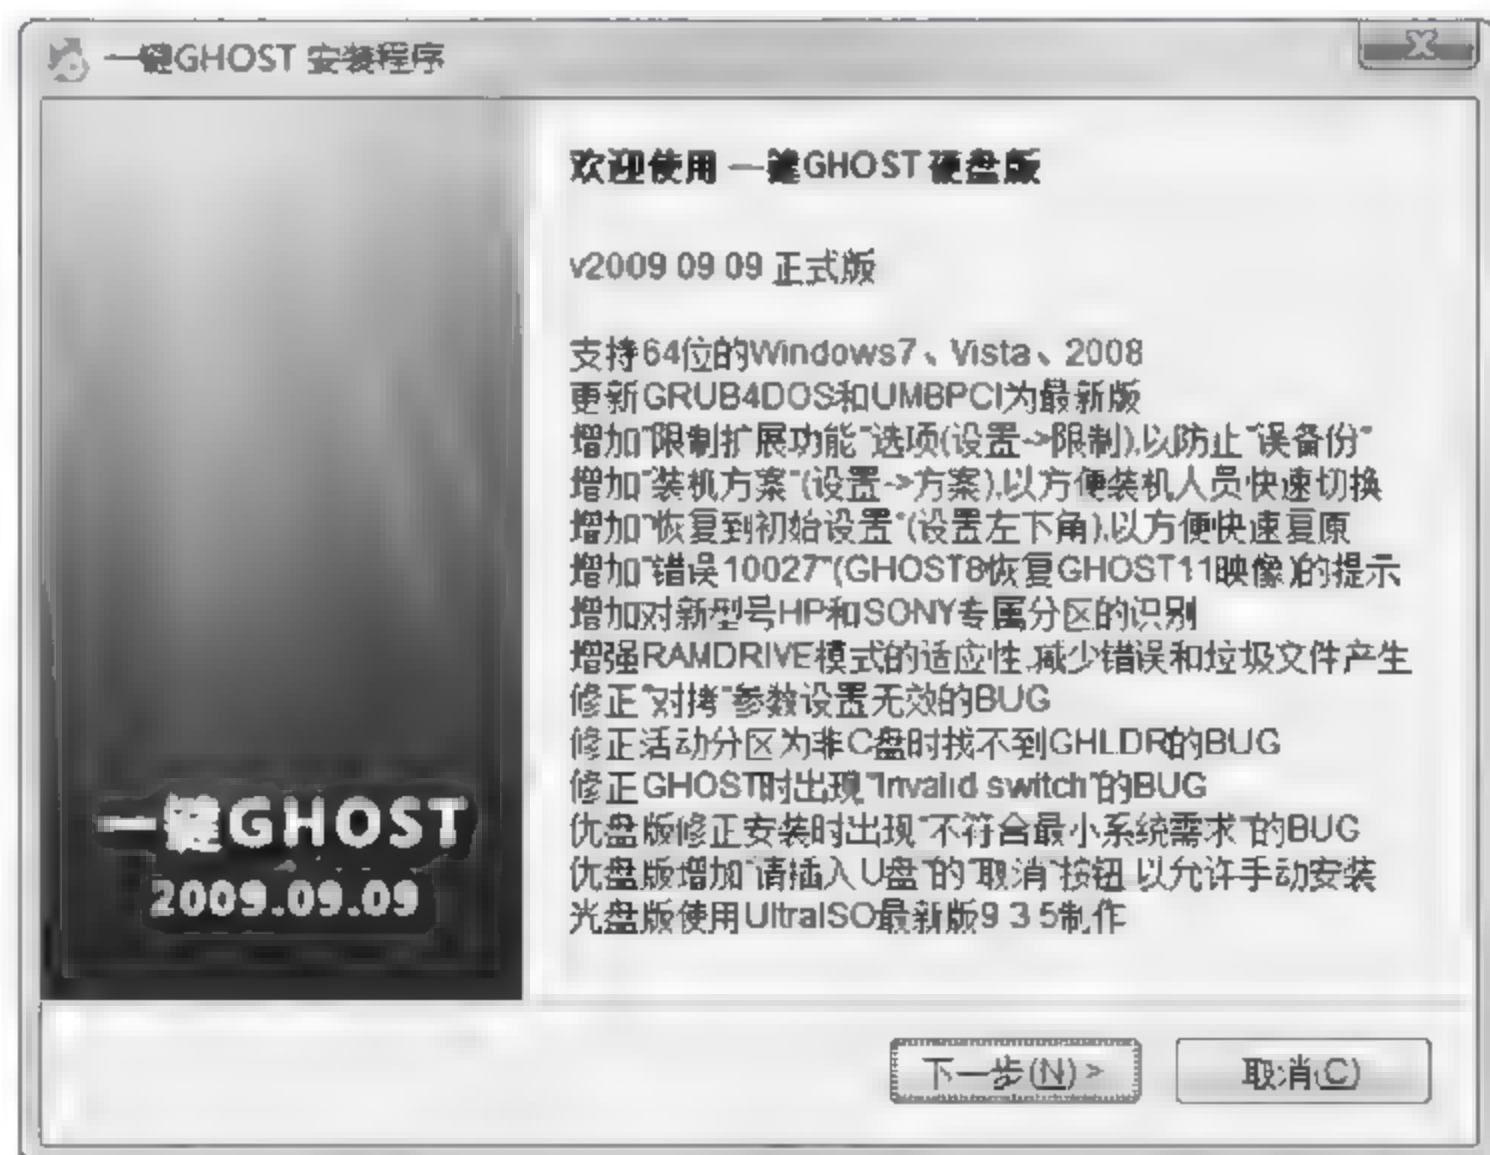 一键GHOST 安装程序
欢迎使用 一键GHOST 硬盘版
v2009.09.09 正式版
支持64位的Windows7、Vista、2008
更新GRUB4DOS和UMBPCI为最新版
增加"限制扩展功能"选项(设置->限制),以防止"误备份"
增加"装机方案"(设置->方案),以方便装机人员快速切换
增加"恢复到初始设置"(设置左下角),以方便快速复原
增加"错误10027"(GHOST8恢复GHOST11映像)的提示
增加对新型号HP和SONY专属分区的识别
增强RAMDRIVE模式的适应性,减少错误和垃圾文件产生
修正"对拷"参数设置无效的BUG
修正活动分区为非C盘时找不到GHLDR的BUG
修正GHOST时出现"Invalid switch"的BUG
优盘版修正安装时出现"不符合最小系统需求"的BUG
优盘版增加"请插入U盘"的"取消"按钮,以允许手动安装
光盘版使用UltraISO最新版9.3.5制作
一键GHOST
2009.09.09
下一步(N) >
取消(C)